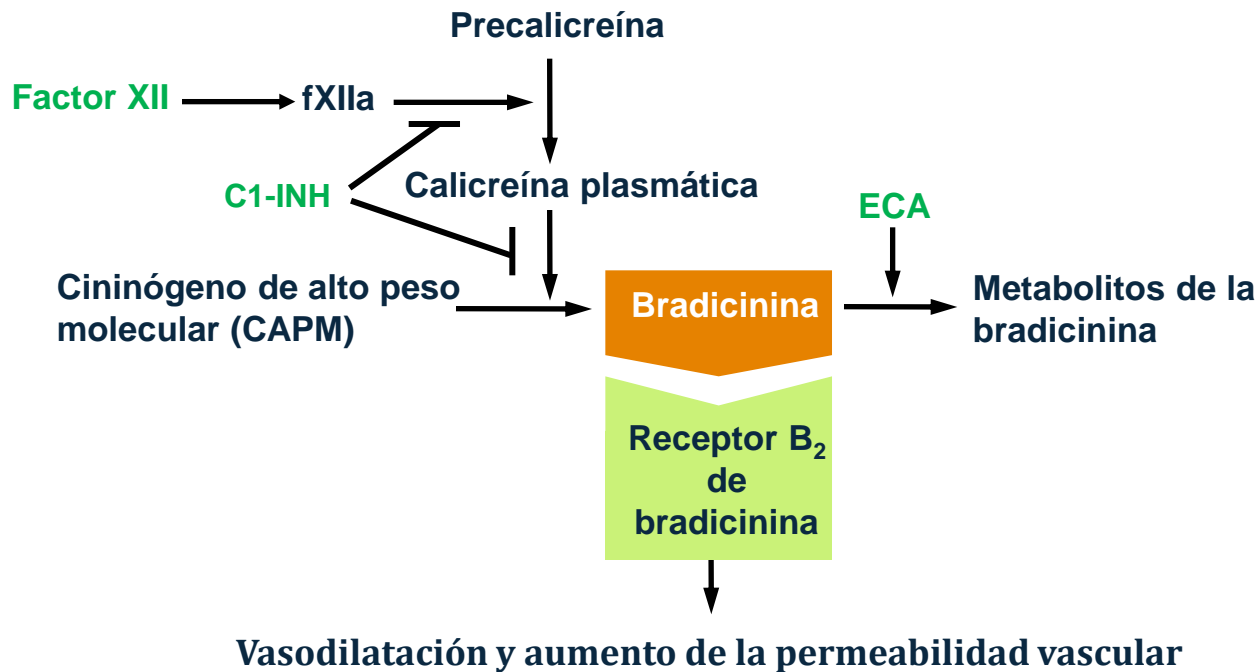 Precalicreína
Factor XII
fXIIa
C1-INH
Calicreína plasmática
ECA
Cininógeno de alto peso
molecular (CAPM)
Bradicinina
Metabolitos de la
bradicinina
Receptor B₂
de
bradicinina
Vasodilatación y aumento de la permeabilidad vascular